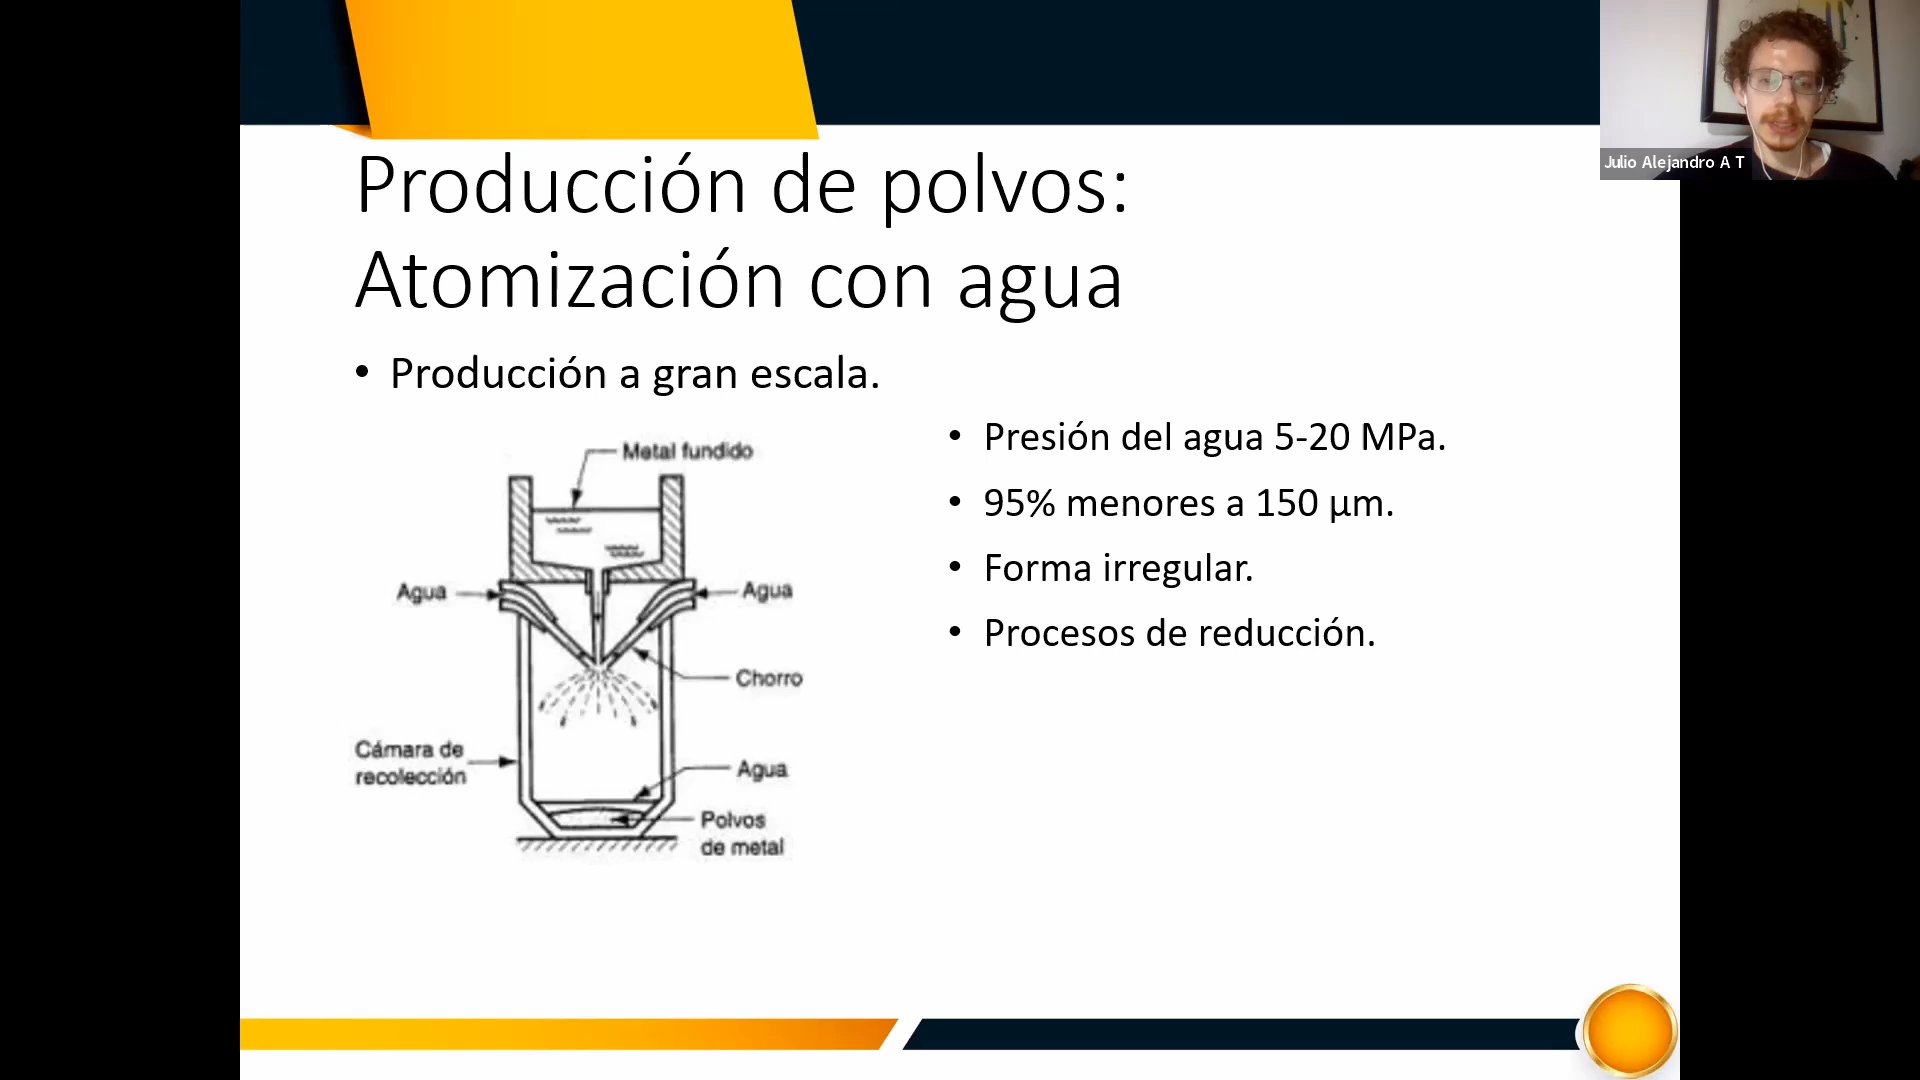 Julio Alejandro A T
Producción de polvos:
Atomización con agua
• Producción a gran escala.
Metal fundido
Agua
Agua
Chorro
Cámara de
recolección
Agua
Polvos
de metal
• Presión del agua 5-20 MPa.
• 95% menores a 150 µm.
• Forma irregular.
• Procesos de reducción.